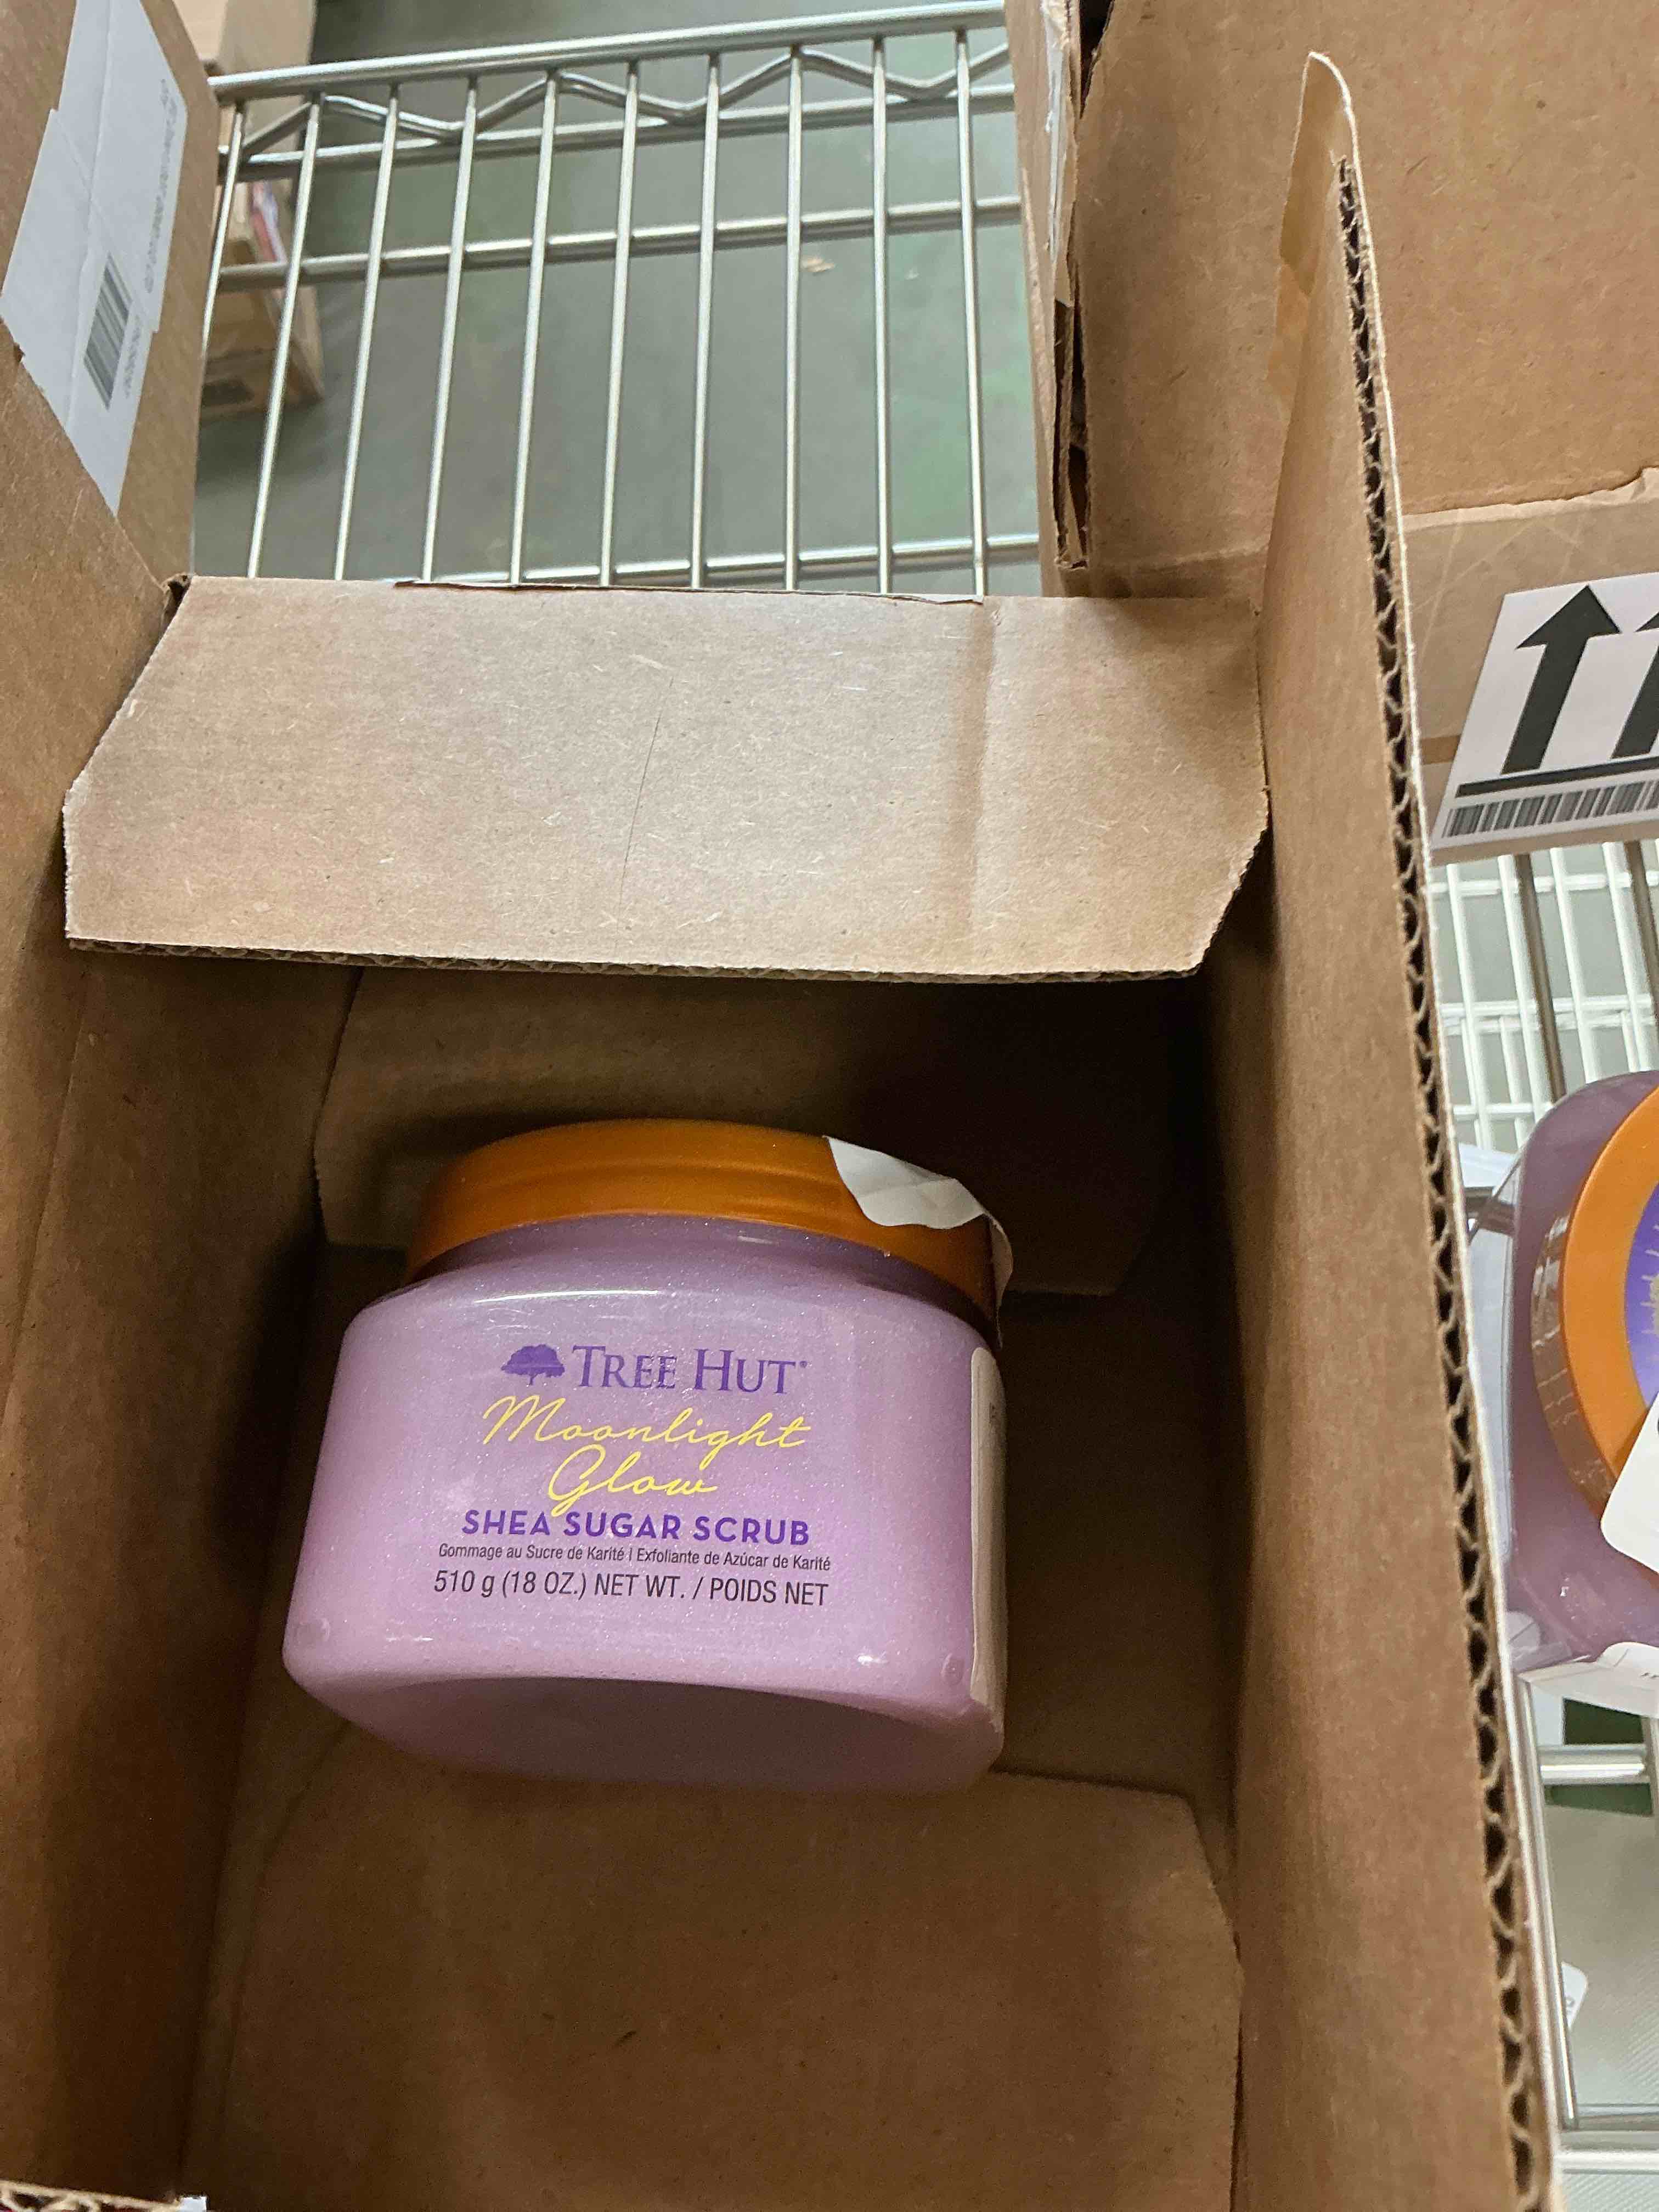 TREE HUT®
Moonlight
Glow
SHEA SUGAR SCRUB
Gommage au Sucre de Karité | Exfoliante de Azúcar de Karité
510 g (18 OZ.) NET WT. / POIDS NET